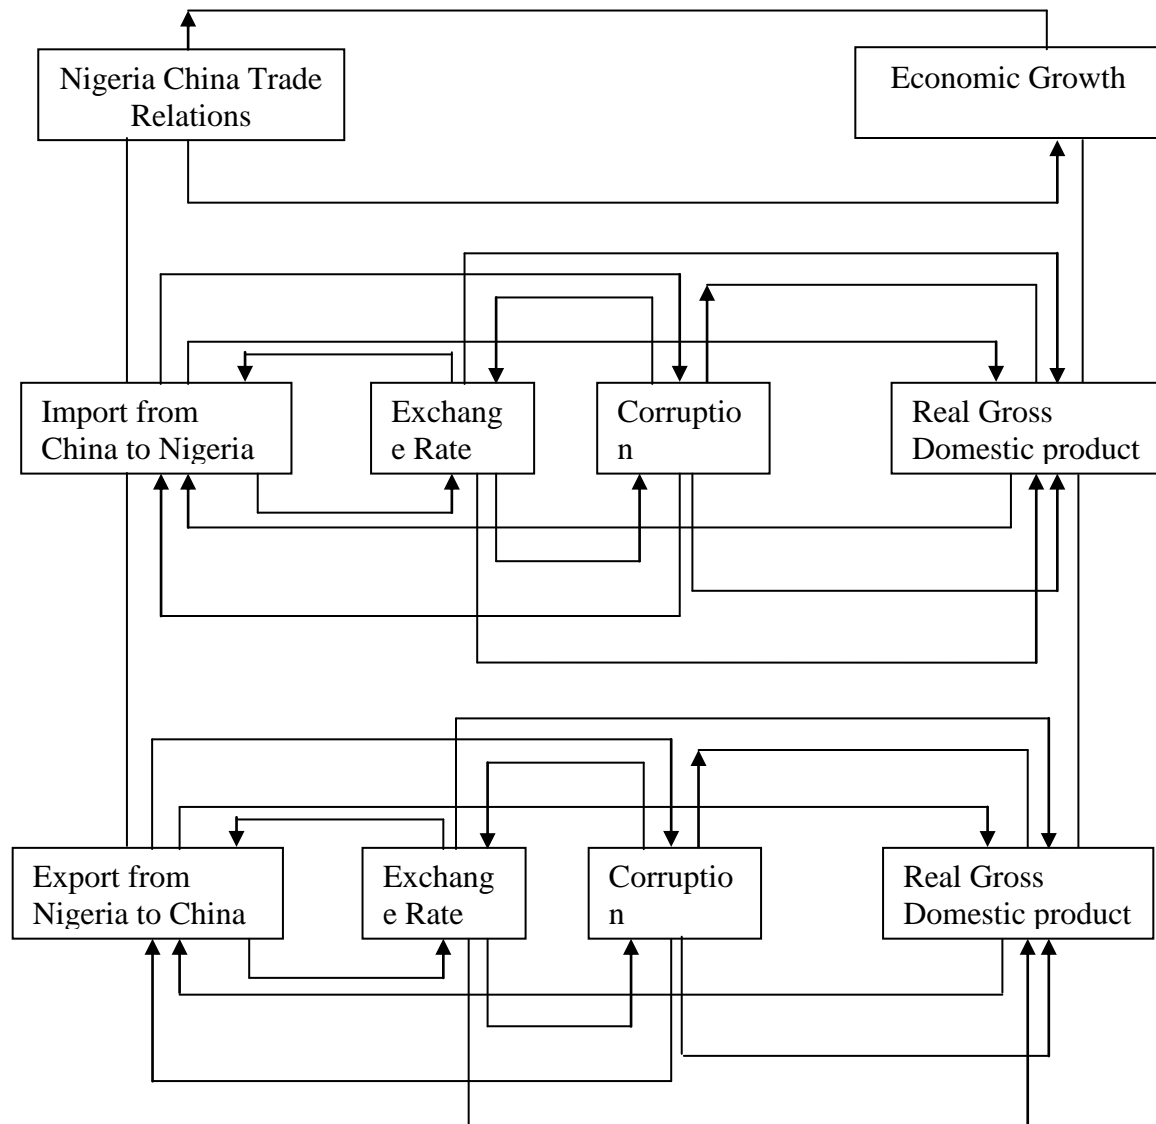 Nigeria China Trade
Relations
Economic Growth
Import from
China to Nigeria
Exchang
e Rate
Corruptio
n
Real Gross
Domestic product
Export from
Nigeria to China
Exchang
e Rate
Corruptio
n
Real Gross
Domestic product